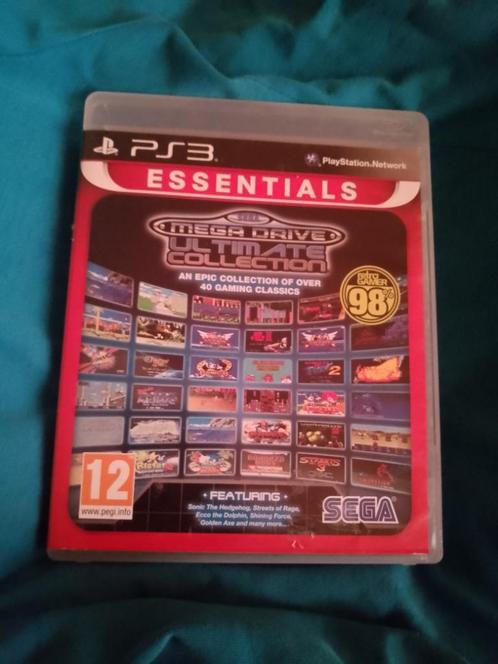 PS3
PlayStation Network
ESSENTIALS
SEGA
MEGA DRIVE
ULTIMATE
COLLECTION
AN EPIC COLLECTION OF OVER
40 GAMING CLASSICS
retro
GAMER
98%
12
www.pegi.info
• FEATURING •
Sonic The Hedgehog, Streets of Rage,
Ecco the Dolphin, Shining Force,
Golden Axe and many more...
SEGA